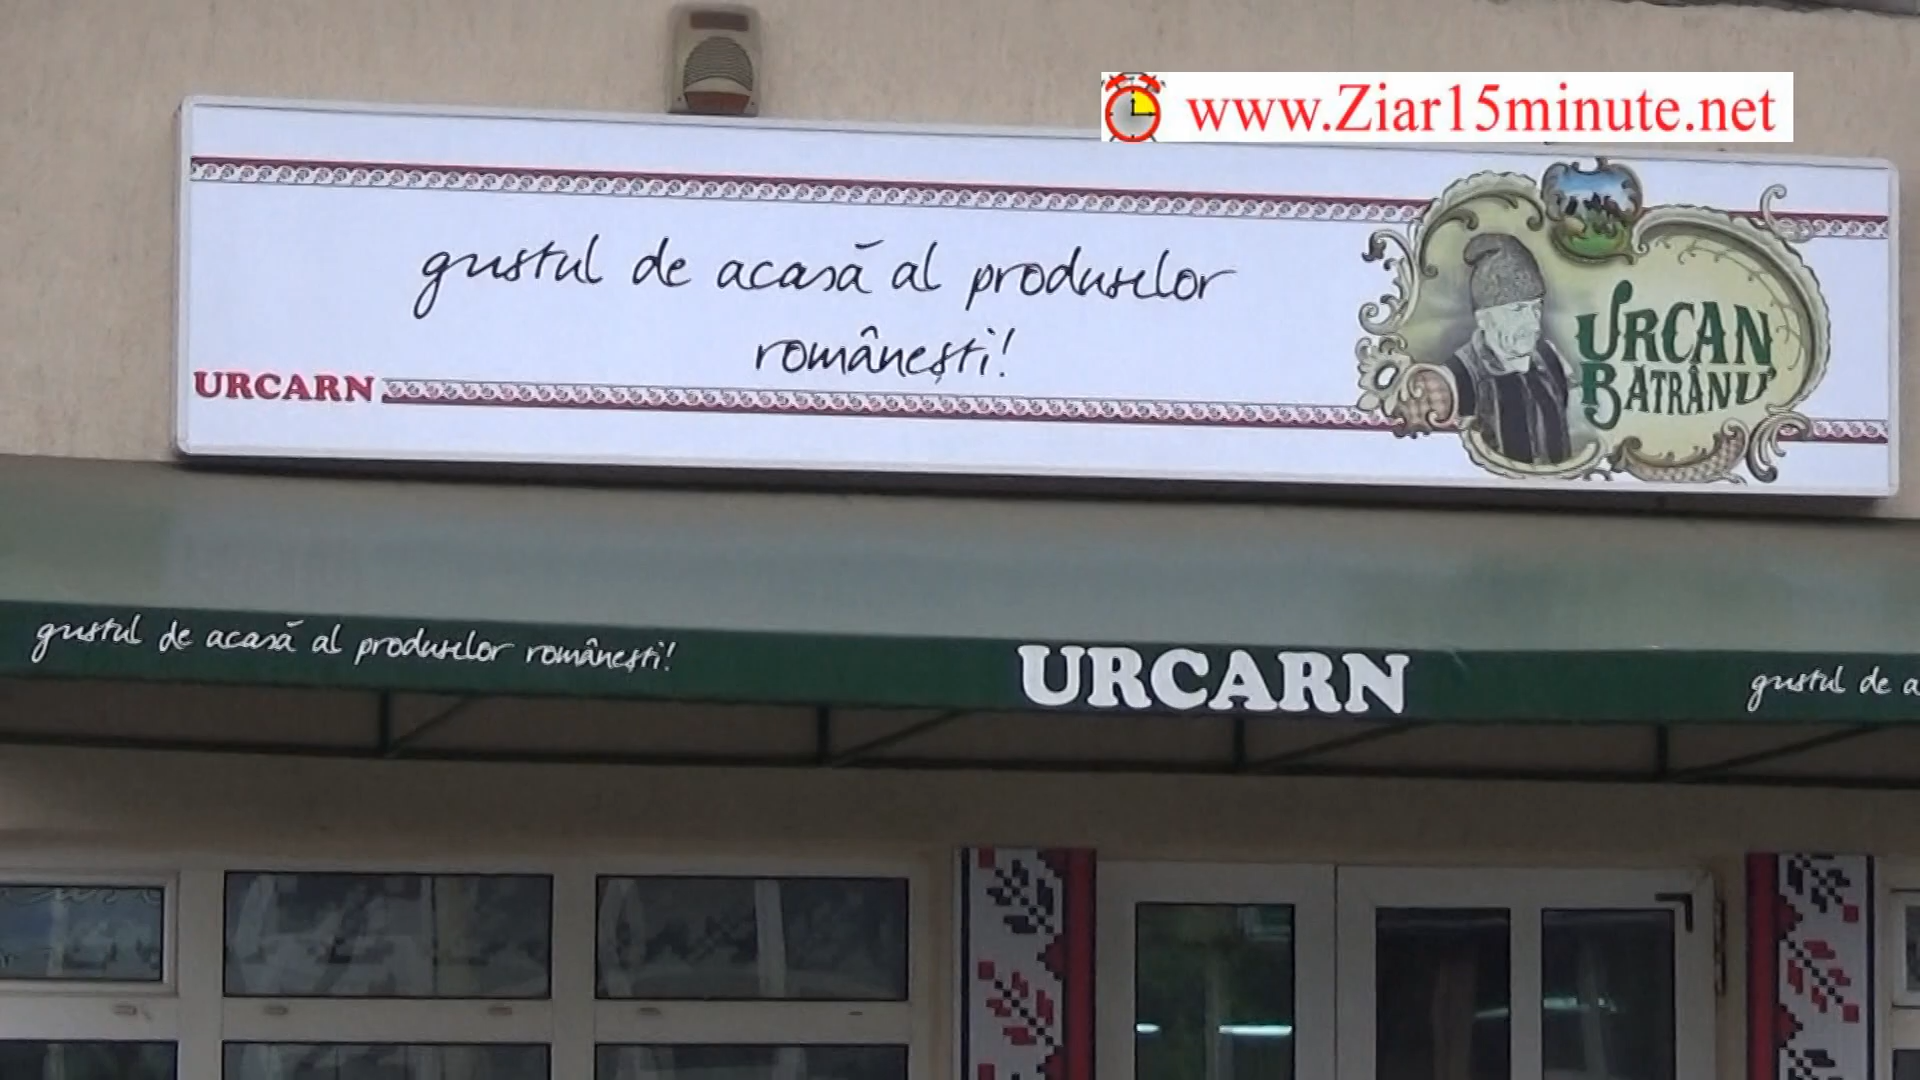 www.Ziar15minute.net
gustul de acasă al produselor
românești!
URCARN
URCAN
BATRÂNU
gustul de acasă al produselor românești!
URCARN
gustul de a